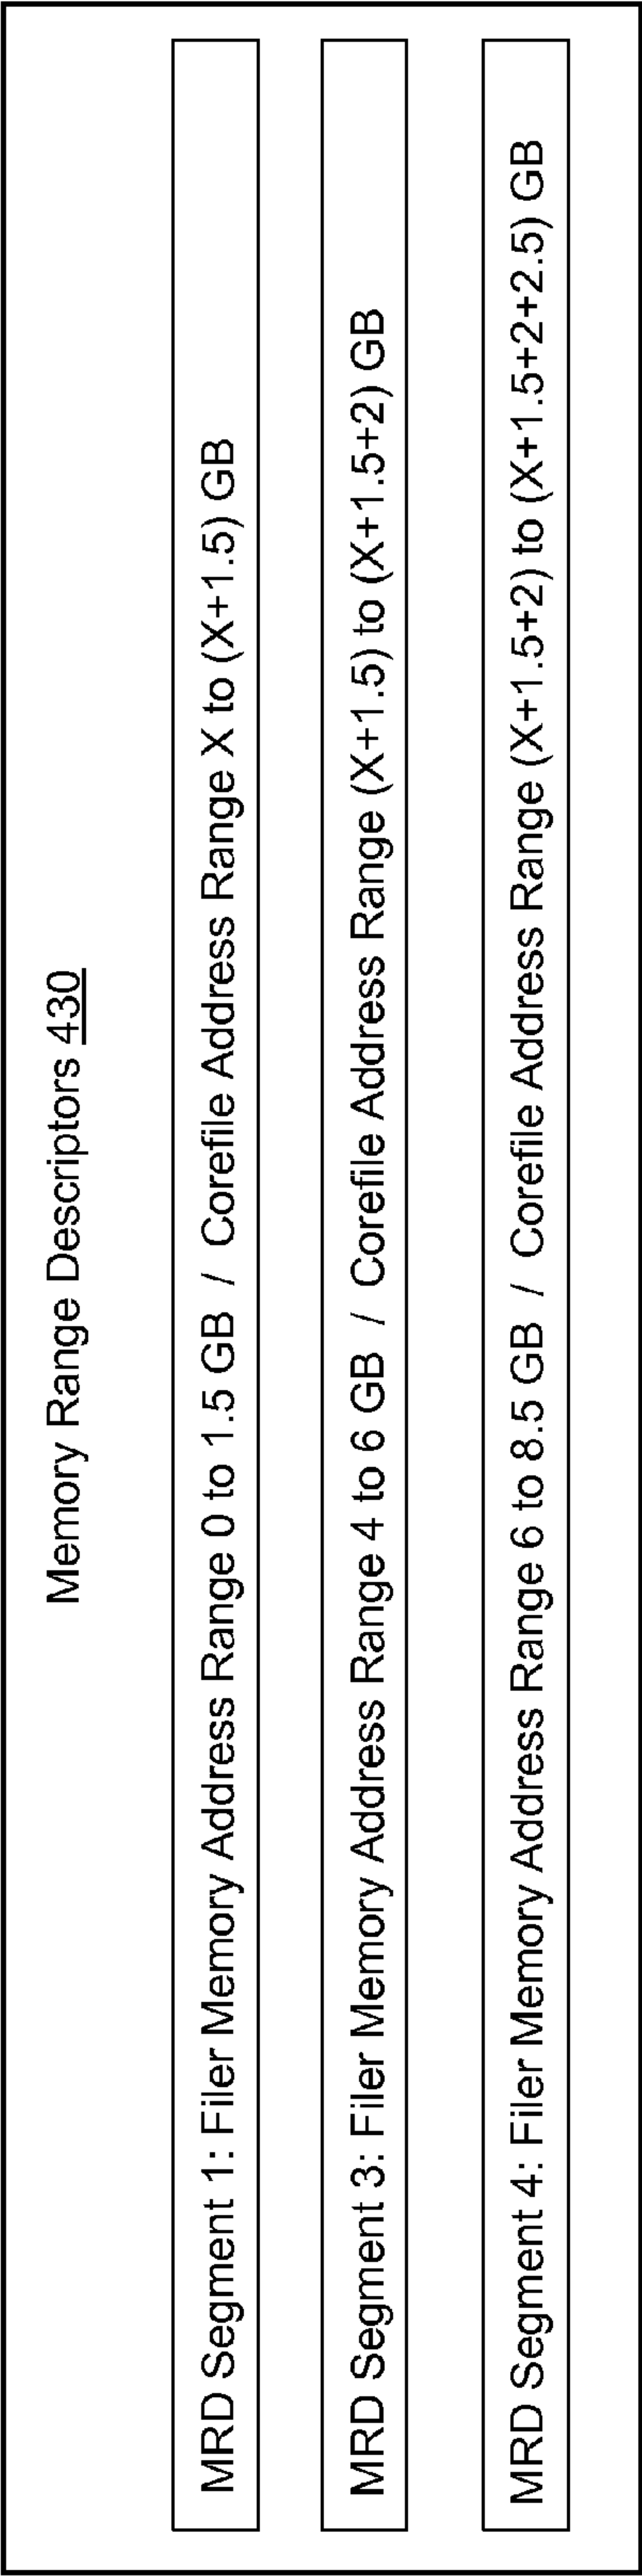 Memory Range Descriptors 430
MRD Segment 1: Filer Memory Address Range 0 to 1.5 GB / Corefile Address Range X to (X+1.5) GB
MRD Segment 3: Filer Memory Address Range 4 to 6 GB / Corefile Address Range (X+1.5) to (X+1.5+2) GB
MRD Segment 4: Filer Memory Address Range 6 to 8.5 GB / Corefile Address Range (X+1.5+2) to (X+1.5+2+2.5) GB